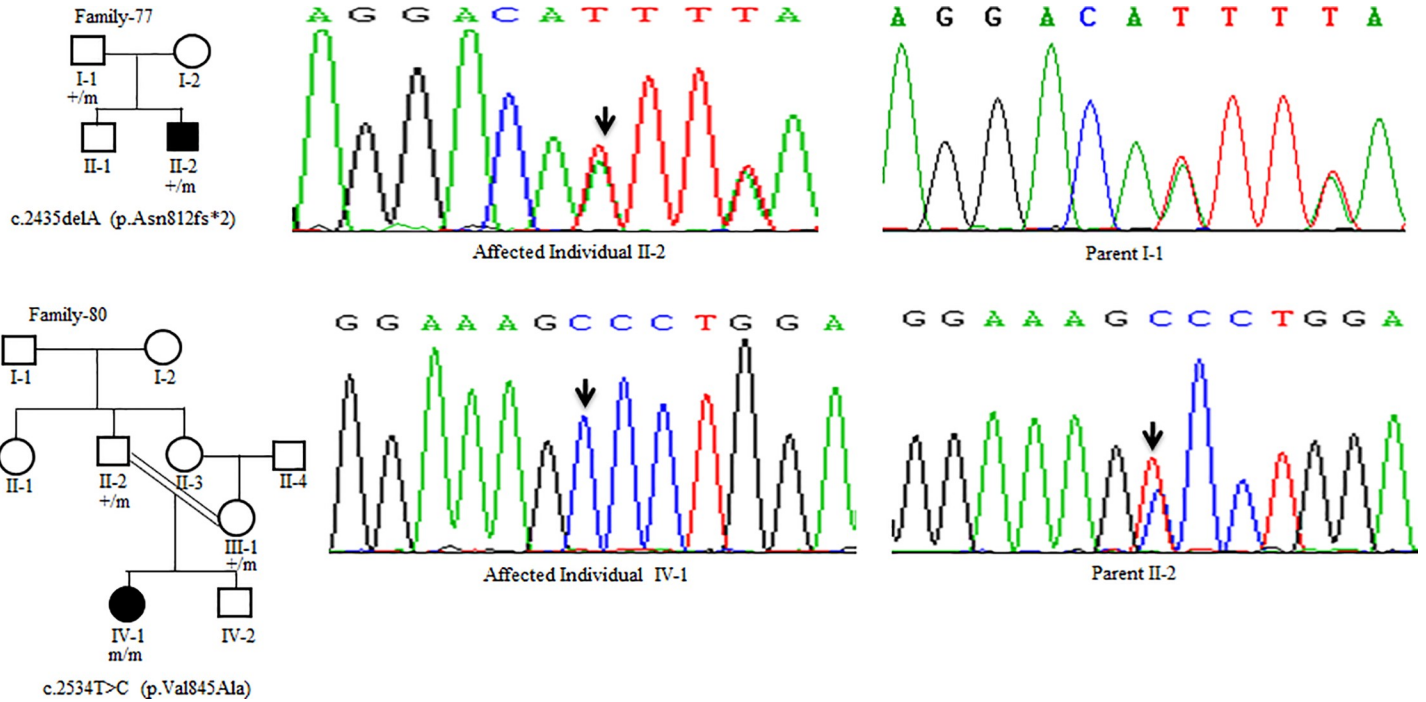 Family-77
I-1
+/m
I-2
II-1
II-2
+/m
c.2435delA (p.Asn812fs*2)
A G G A C A T T T T A
Affected Individual II-2
A G G A C A T T T T A
Parent I-1
Family-80
I-1
I-2
II-1
II-2
+/m
II-3
II-4
III-1
+/m
IV-1
m/m
IV-2
c.2534T>C (p.Val845Ala)
G G A A A G C C C T G G A
Affected Individual IV-1
G G A A A G C C C T G G A
Parent II-2